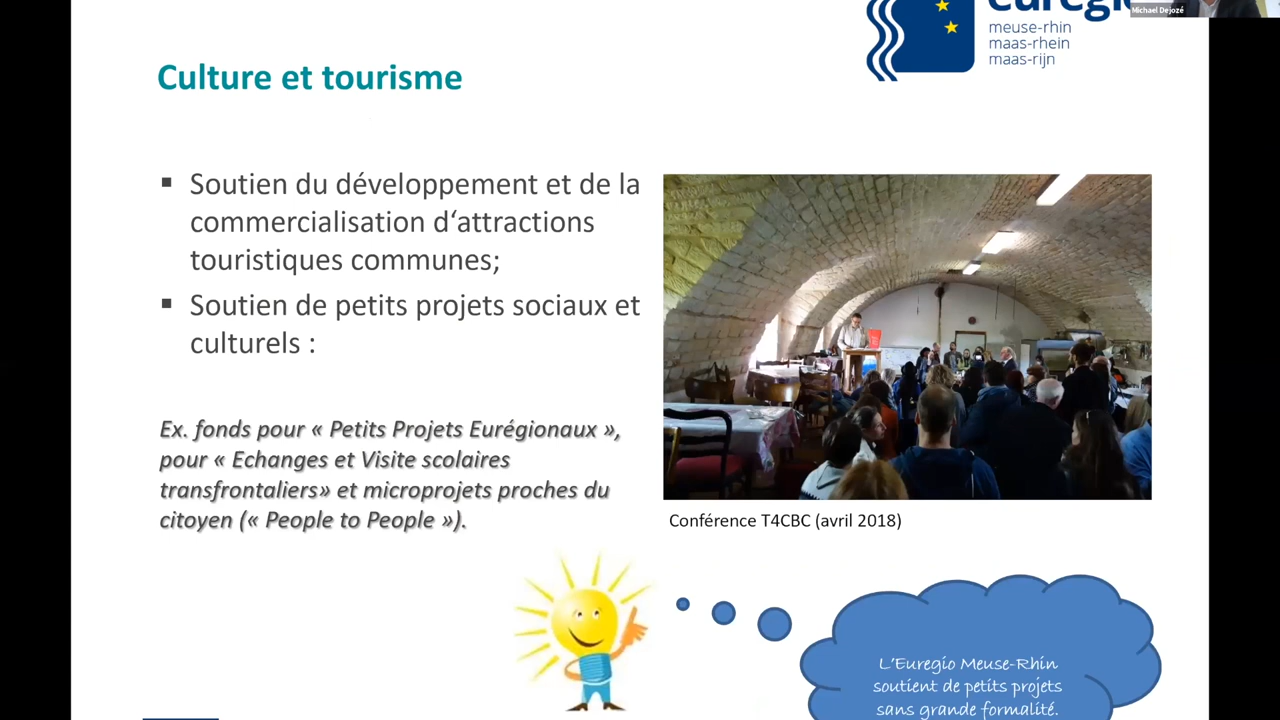 Michael Dejozé
meuse-rhin
maas-rhein
maas-rijn
Culture et tourisme
▪ Soutien du développement et de la
commercialisation d‘attractions
touristiques communes;
▪ Soutien de petits projets sociaux et
culturels :
Ex. fonds pour « Petits Projets Eurégionaux »,
pour « Echanges et Visite scolaires
transfrontaliers» et microprojets proches du
citoyen (« People to People »).
Conférence T4CBC (avril 2018)
L’Euregio Meuse-Rhin
soutient de petits projets
sans grande formalité.